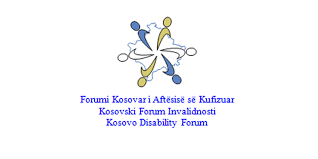 Forumi Kosovar i Aftësisë së Kufizuar
Kosovski Forum Invalidnosti
Kosovo Disability Forum